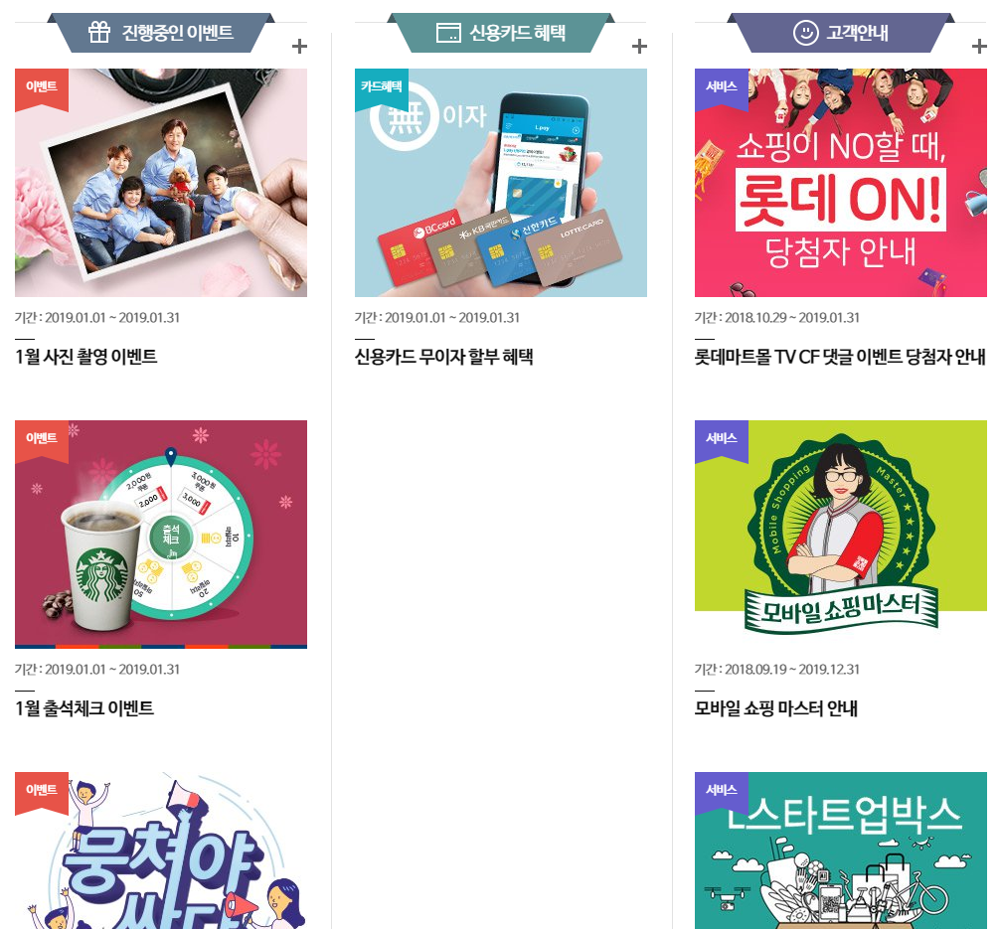 진행중인 이벤트
이벤트
기간 : 2019.01.01 ~ 2019.01.31
1월 사진 촬영 이벤트
이벤트
2,000원
쿠폰
2,000
3,000원
쿠폰
3,000
출석
체크
10
20
50
기간 : 2019.01.01 ~ 2019.01.31
1월 출석체크 이벤트
이벤트
뭉쳐야
싸다
신용카드 혜택
카드혜택
無이자
L.pay
BCcard
KB국민카드
신한카드
LOTTECARD
기간 : 2019.01.01 ~ 2019.01.31
신용카드 무이자 할부 혜택
고객안내
서비스
쇼핑이 NO할 때,
롯데 ON!
당첨자 안내
기간 : 2018.10.29 ~ 2019.01.31
롯데마트몰 TV CF 댓글 이벤트 당첨자 안내
서비스
Mobile Shopping Master
모바일 쇼핑마스터
기간 : 2018.09.19 ~ 2019.12.31
모바일 쇼핑 마스터 안내
서비스
L스타트업박스